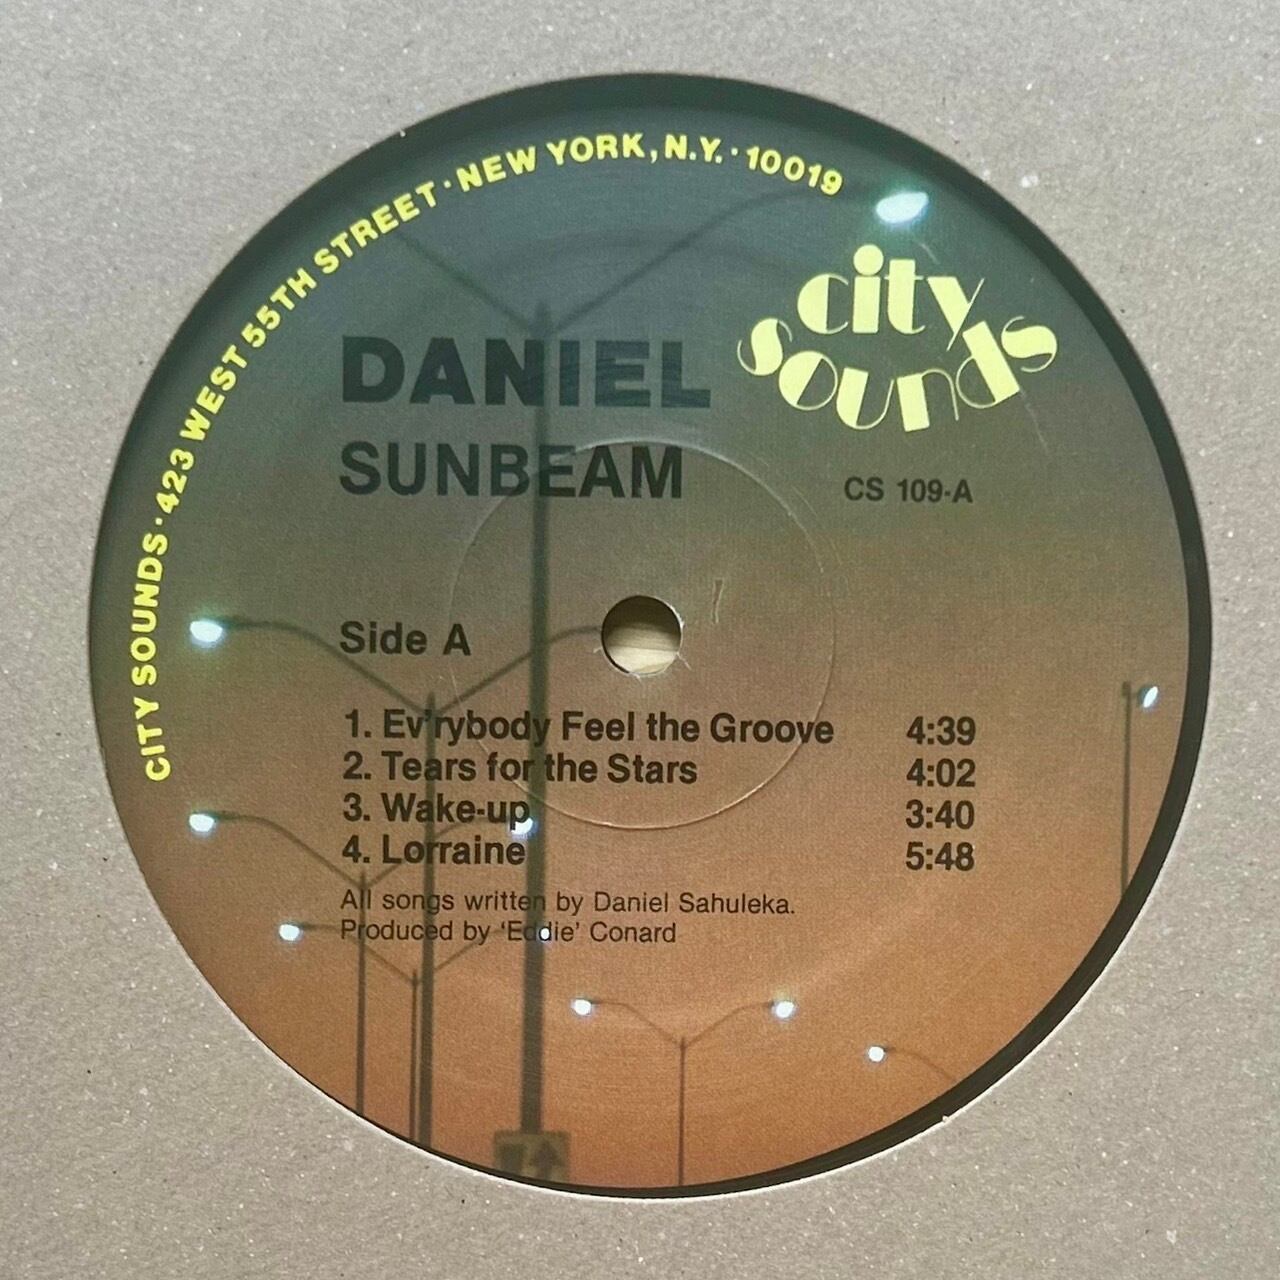 CITY SOUNDS · 423 WEST 55TH STREET · NEW YORK, N.Y. · 10019
city
sounds
DANIEL
SUNBEAM
CS 109-A
Side A
1. Ev'rybody Feel the Groove 4:39
2. Tears for the Stars 4:02
3. Wake-up 3:40
4. Lorraine 5:48
All songs written by Daniel Sahuleka.
Produced by ‘Eddie’ Conard